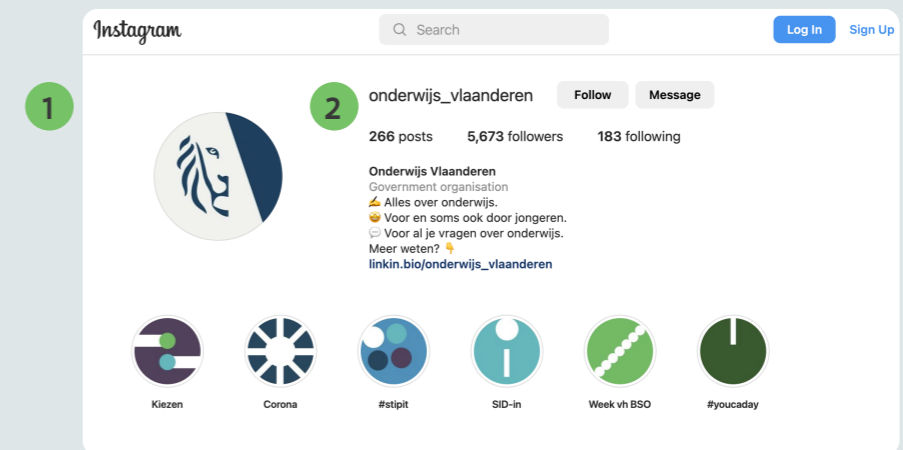 Instagram
Search
Log In
Sign Up
1
2
onderwijs_vlaanderen
Follow
Message
266 posts 5,673 followers 183 following
Onderwijs Vlaanderen
Government organisation
✍️ Alles over onderwijs.
🤩 Voor en soms ook door jongeren.
💬 Voor al je vragen over onderwijs.
Meer weten? 👇
linkin.bio/onderwijs_vlaanderen
Kiezen
Corona
#stipit
SID-in
Week vh BSO
#youcaday